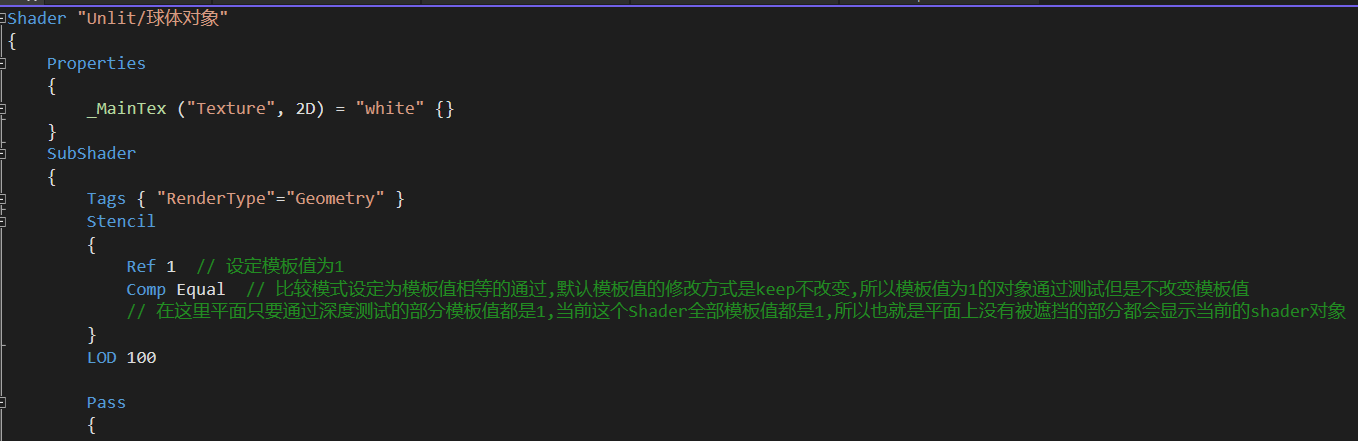 Shader "Unlit/球体对象"
{
Properties
{
_MainTex ("Texture", 2D) = "white" {}
}
SubShader
{
Tags { "RenderType"="Geometry" }
Stencil
{
Ref 1  // 设定模板值为1
Comp Equal  // 比较模式设定为模板值相等的通过,默认模板值的修改方式是keep不改变,所以模板值为1的对象通过测试但是不改变模板值
// 在这里平面只要通过深度测试的部分模板值都是1,当前这个Shader全部模板值都是1,所以也就是平面上没有被遮挡的部分都会显示当前的shader对象
}
LOD 100
Pass
{